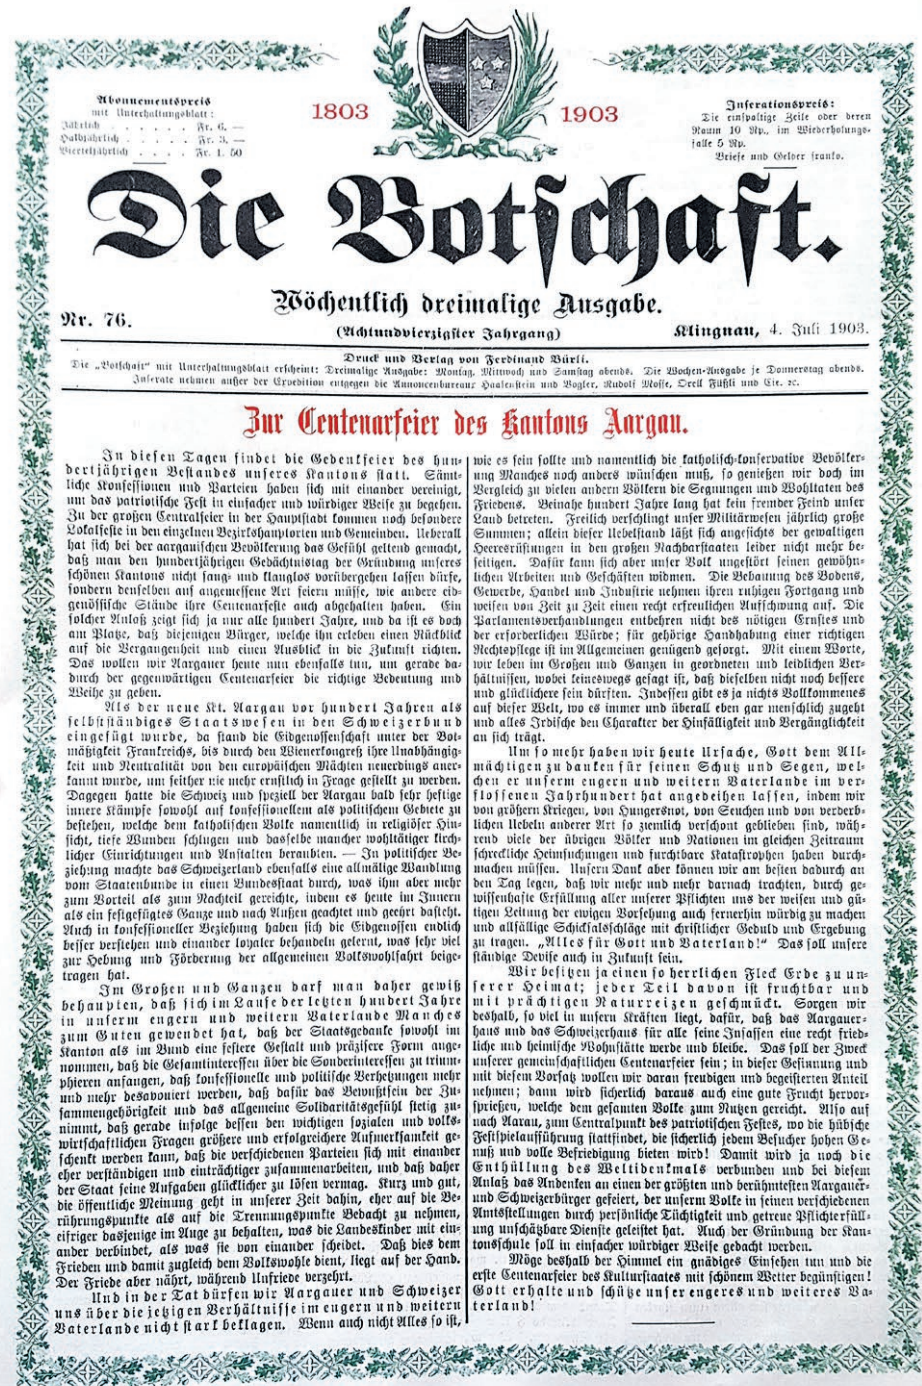 1803
1903
Abonnementspreis
mit Unterhaltungsblatt:
Jährlich . . . . . Fr. 6. —
Halbjährlich . . . . . Fr. 3. —
Vierteljährlich . . . . Fr. 1. 50
Inserationspreis:
Die einspaltige Zeile oder deren
Raum 10 Rp., im Wiederholungs-
falle 5 Rp.
Briefe und Gelder franko.
Die Botschaft.
Wöchentlich dreimalige Ausgabe.
Nr. 76.
(Achtundvierzigster Jahrgang)
Klingnau, 4. Juli 1903.
Druck und Verlag von Ferdinand Bürli.
Die „Botschaft" mit Unterhaltungsblatt erscheint: Dreimalige Ausgabe: Montag, Mittwoch und Samstag abends. Die Wochen-Ausgabe je Donnerstag abends.
Inserate nehmen außer der Expedition entgegen die Annoncenbureaux Haasenstein und Vogler, Rudolf Mosse, Orell Füßli und Cie. ꝛc.
Zur Centenarfeier des Kantons Aargau.
In diesen Tagen findet die Gedenkfeier des hun-
dertjährigen Bestandes unseres Kantons statt. Sämt-
liche Konfessionen und Parteien haben sich mit einander vereinigt,
um das patriotische Fest in einfacher und würdiger Weise zu begehen.
Zu der großen Centralfeier in der Hauptstadt kommen noch besondere
Lokalfeste in den einzelnen Bezirkshauptorten und Gemeinden. Ueberall
hat sich bei der aargauischen Bevölkerung das Gefühl geltend gemacht,
daß man den hundertjährigen Gedächtnistag der Gründung unseres
schönen Kantons nicht sang- und klanglos vorübergehen lassen dürfe,
sondern denselben auf angemessene Art feiern müsse, wie andere eid-
genössische Stände ihre Centenarfeste auch abgehalten haben. Ein
solcher Anlaß zeigt sich ja nur alle hundert Jahre, und da ist es doch
am Platze, daß diejenigen Bürger, welche ihn erleben einen Rückblick
auf die Vergangenheit und einen Ausblick in die Zukunft richten.
Das wollen wir Aargauer heute nun ebenfalls tun, um gerade da-
durch der gegenwärtigen Centenarfeier die richtige Bedeutung und
Weihe zu geben.
Als der neue Kt. Aargau vor hundert Jahren als
selbstständiges Staatswesen in den Schweizerbund
eingefügt wurde, da stand die Eidgenossenschaft unter der Bot-
mäßigkeit Frankreichs, bis durch den Wienerkongreß ihre Unabhängig-
keit und Neutralität von den europäischen Mächten neuerdings aner-
kannt wurde, um seither nie mehr ernstlich in Frage gestellt zu werden.
Dagegen hatte die Schweiz und speziell der Aargau bald sehr heftige
innere Kämpfe sowohl auf konfessionellem als politischem Gebiete zu
bestehen, welche dem katholischen Volke namentlich in religiöser Hin-
sicht, tiefe Wunden schlugen und dasselbe mancher wohltätiger kirch-
licher Einrichtungen und Anstalten beraubten. — In politischer Be-
ziehung machte das Schweizerland ebenfalls eine allmälige Wandlung
vom Staatenbunde in einen Bundesstaat durch, was ihm aber mehr
zum Vorteil als zum Nachteil gereichte, indem es heute im Innern
als ein festgefügtes Ganze und nach Außen geachtet und geehrt dasteht.
Auch in konfessioneller Beziehung haben sich die Eidgenossen endlich
besser verstehen und einander loyaler behandeln gelernt, was sehr viel
zur Hebung und Förderung der allgemeinen Volkswohlfahrt beige-
tragen hat.
Im Großen und Ganzen darf man daher gewiß
behaupten, daß sich im Laufe der letzten hundert Jahre
in unserm engern und weitern Vaterlande Manches
zum Guten gewendet hat, daß der Staatsgedanke sowohl im
Kanton als im Bund eine festere Gestalt und präzisere Form ange-
nommen, daß die Gesamtinteressen über die Sonderinteressen zu trium-
phieren anfangen, daß konfessionelle und politische Verhetzungen mehr
und mehr desavouiert werden, daß dafür das Bewußtsein der Zu-
sammengehörigkeit und das allgemeine Solidaritätsgefühl stetig zu-
nimmt, daß gerade infolge dessen den wichtigen sozialen und volks-
wirtschaftlichen Fragen größere und erfolgreichere Aufmerksamkeit ge-
schenkt werden kann, daß die verschiedenen Parteien sich mit einander
eher verständigen und einträchtiger zusammenarbeiten, und daß daher
der Staat seine Aufgaben glücklicher zu lösen vermag. Kurz und gut,
die öffentliche Meinung geht in unserer Zeit dahin, eher auf die Be-
rührungspunkte als auf die Trennungspunkte Bedacht zu nehmen,
eifriger dasjenige im Auge zu behalten, was die Landeskinder mit ein-
ander verbindet, als was sie von einander scheidet. Daß dies dem
Frieden und damit zugleich dem Volkswohle dient, liegt auf der Hand.
Der Friede aber nährt, während Unfriede verzehrt.
Und in der Tat dürfen wir Aargauer und Schweizer
uns über die jetzigen Verhältnisse im engern und weitern
Vaterlande nicht stark beklagen. Wenn auch nicht Alles so ist,
wie es sein sollte und namentlich die katholisch-konservative Bevölker-
ung Manches noch anders wünschen muß, so genießen wir doch im
Vergleich zu vielen andern Völkern die Segnungen und Wohltaten des
Friedens. Beinahe hundert Jahre lang hat kein fremder Feind unser
Land betreten. Freilich verschlingt unser Militärwesen jährlich große
Summen; allein dieser Uebelstand läßt sich angesichts der gewaltigen
Heeresrüstungen in den großen Nachbarstaaten leider nicht mehr be-
seitigen. Dafür kann sich aber unser Volk ungestört seinen gewöhn-
lichen Arbeiten und Geschäften widmen. Die Bebauung des Bodens,
Gewerbe, Handel und Industrie nehmen ihren ruhigen Fortgang und
weisen von Zeit zu Zeit einen recht erfreulichen Aufschwung auf. Die
Parlamentsverhandlungen entbehren nicht des nötigen Ernstes und
der erforderlichen Würde; für gehörige Handhabung einer richtigen
Rechtspflege ist im Allgemeinen genügend gesorgt. Mit einem Worte,
wir leben im Großen und Ganzen in geordneten und leidlichen Ver-
hältnissen, wobei keineswegs gesagt ist, daß dieselben nicht noch bessere
und glücklichere sein dürften. Indessen gibt es ja nichts Vollkommenes
auf dieser Welt, wo es immer und überall eben gar menschlich zugeht
und alles Irdische den Charakter der Hinfälligkeit und Vergänglichkeit
an sich trägt.
Um so mehr haben wir heute Ursache, Gott dem All-
mächtigen zu danken für seinen Schutz und Segen, wel-
chen er unserm engern und weitern Vaterlande im ver-
flossenen Jahrhundert hat angedeihen lassen, indem wir
von größern Kriegen, von Hungersnot, von Seuchen und von verderb-
lichen Uebeln anderer Art so ziemlich verschont geblieben sind, wäh-
rend viele der übrigen Völker und Nationen im gleichen Zeitraum
schreckliche Heimsuchungen und furchtbare Katastrophen haben durch-
machen müssen. Unsern Dank aber können wir am besten dadurch an
den Tag legen, daß wir mehr und mehr darnach trachten, durch ge-
wissenhafte Erfüllung aller unserer Pflichten uns der weisen und gü-
tigen Leitung der ewigen Vorsehung auch fernerhin würdig zu machen
und allfällige Schicksalsschläge mit christlicher Geduld und Ergebung
zu tragen. „Alles für Gott und Vaterland!" Das soll unsere
ständige Devise auch in Zukunft sein.
Wir besitzen ja einen so herrlichen Fleck Erde zu un-
serer Heimat; jeder Teil davon ist fruchtbar und
mit prächtigen Naturreizen geschmückt. Sorgen wir
deshalb, so viel in unsern Kräften liegt, dafür, daß das Aargauer-
haus und das Schweizerhaus für alle seine Insassen eine recht fried-
liche und heimische Wohnstätte werde und bleibe. Das soll der Zweck
unserer gemeinschaftlichen Centenarfeier sein; in dieser Gesinnung und
mit diesem Vorsatz wollen wir daran freudigen und begeisterten Anteil
nehmen; dann wird sicherlich daraus auch eine gute Frucht hervor-
sprießen, welche dem gesamten Volke zum Nutzen gereicht. Also auf
nach Aarau, zum Centralpunkt des patriotischen Festes, wo die hübsche
Festspielaufführung stattfindet, die sicherlich jedem Besucher hohen Ge-
nuß und volle Befriedigung bieten wird! Damit wird ja noch die
Enthüllung des Weltidenkmals verbunden und bei diesem
Anlaß das Andenken an einen der größten und berühmtesten Aargauer-
und Schweizerbürger gefeiert, der unserm Volke in seinen verschiedenen
Amtsstellungen durch persönliche Tüchtigkeit und getreue Pflichterfüll-
ung unschätzbare Dienste geleistet hat. Auch der Gründung der Kan-
tonsschule soll in einfacher würdiger Weise gedacht werden.
Möge deshalb der Himmel ein gnädiges Einsehen tun und die
erste Centenarfeier des Kulturstaates mit schönem Wetter begünstigen!
Gott erhalte und schütze unser engeres und weiteres Va-
terland!